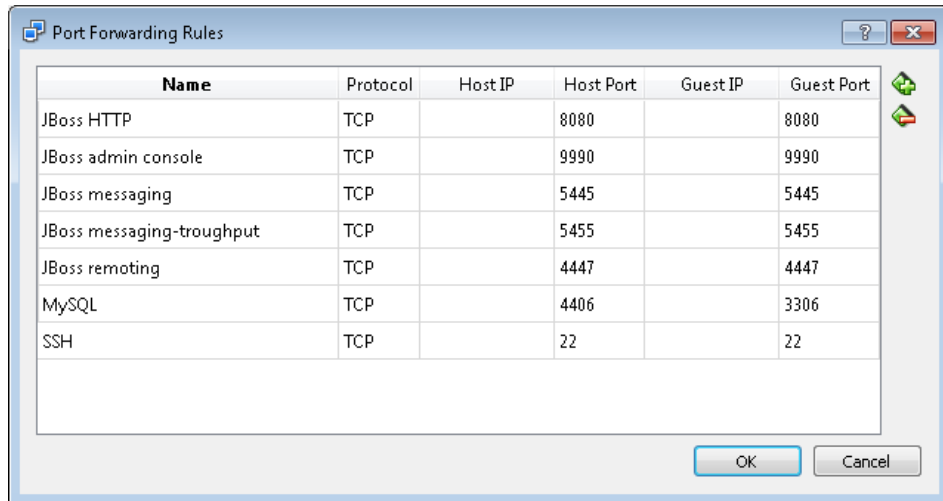 Port Forwarding Rules
Name Protocol Host IP Host Port Guest IP Guest Port
JBoss HTTP TCP 8080 8080
JBoss admin console TCP 9990 9990
JBoss messaging TCP 5445 5445
JBoss messaging-troughput TCP 5455 5455
JBoss remoting TCP 4447 4447
MySQL TCP 4406 3306
SSH TCP 22 22
OK Cancel